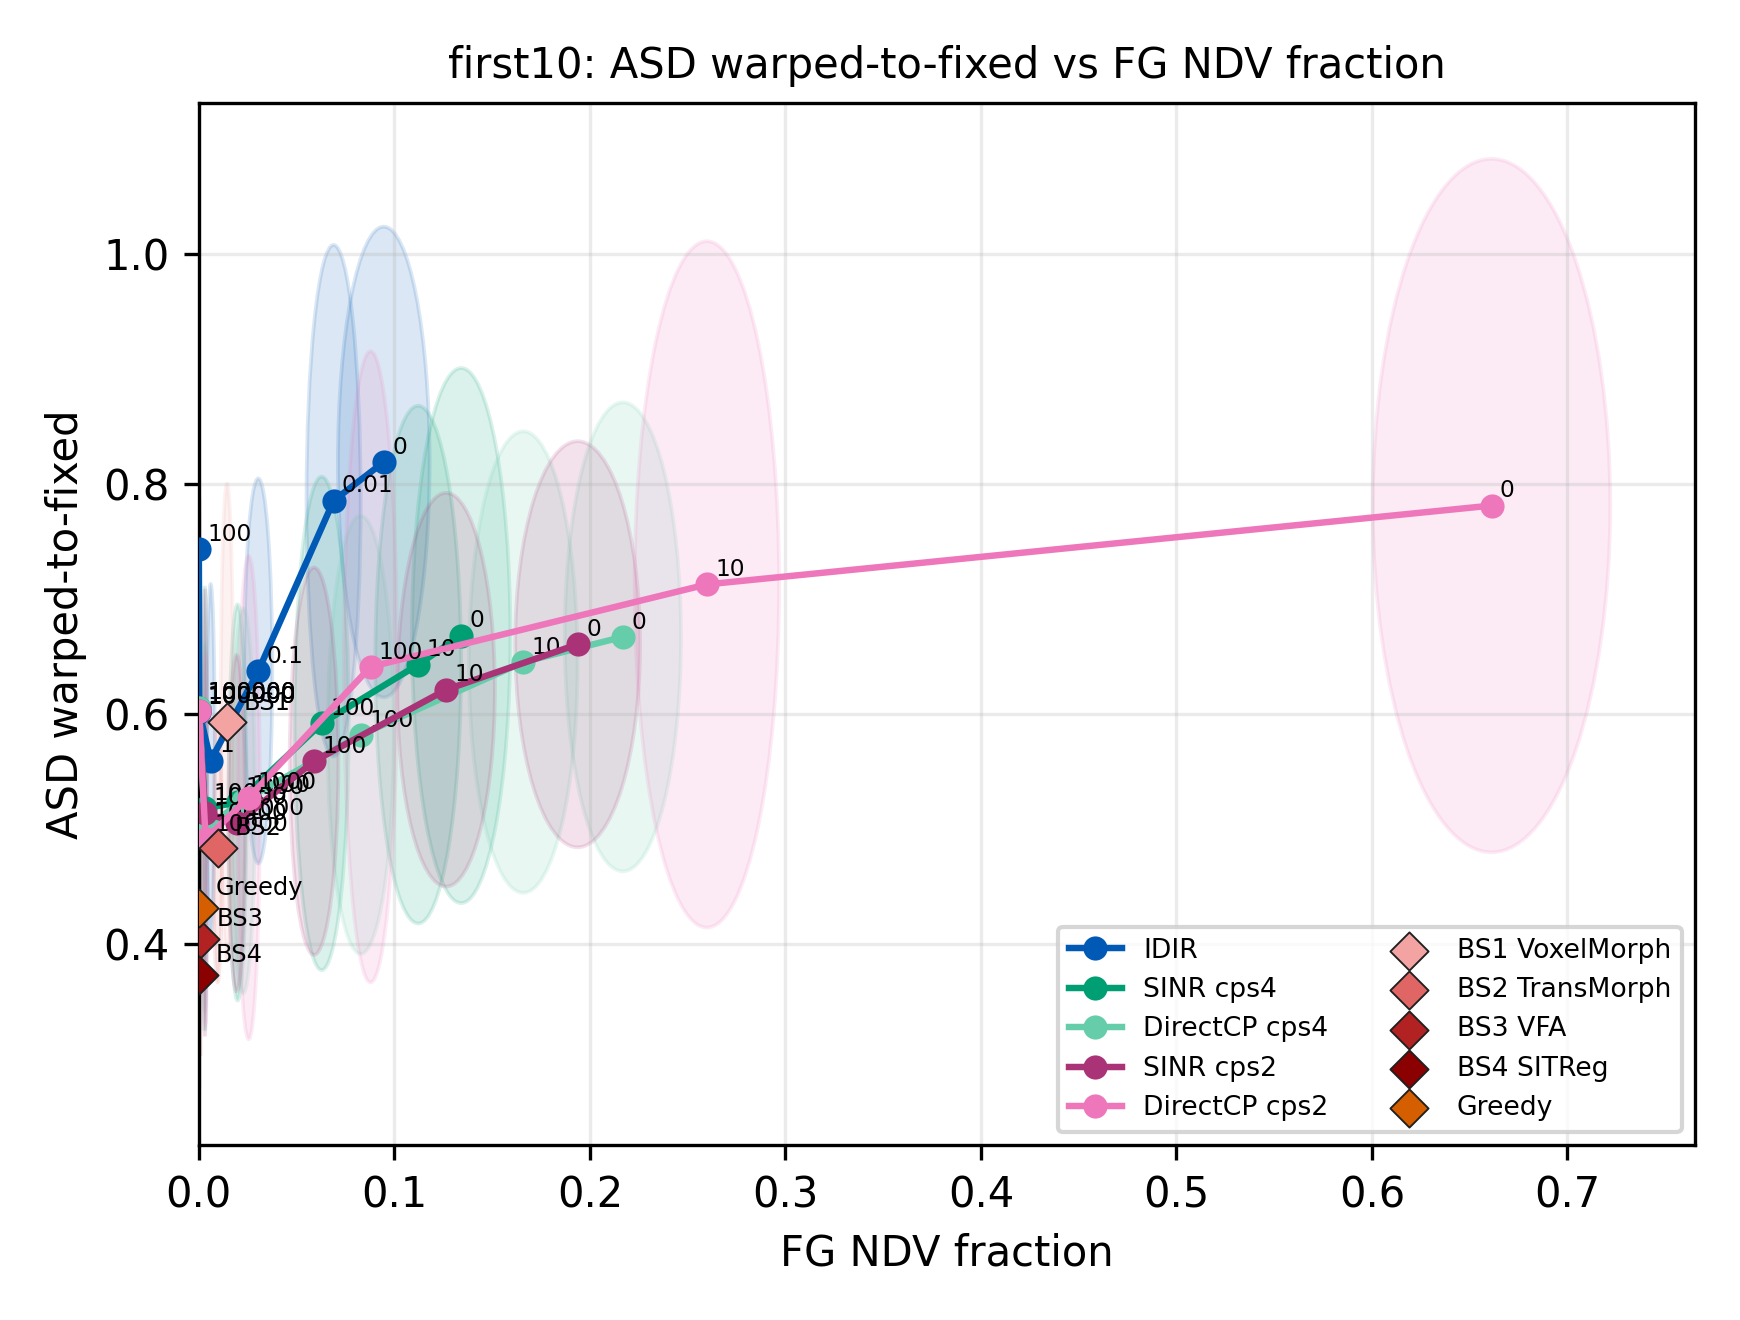 first10: ASD warped-to-fixed vs FG NDV fraction
ASD warped-to-fixed
1.0
0.8
0.6
0.4
0
0.01
0
100
10
0
0.1
0
0
0
100
10
10
10
BS1
100
100
1
100
1000
BS2
Greedy
BS3
BS4
IDIR
SINR cps4
DirectCP cps4
SINR cps2
DirectCP cps2
BS1 VoxelMorph
BS2 TransMorph
BS3 VFA
BS4 SITReg
Greedy
0.0 0.1 0.2 0.3 0.4 0.5 0.6 0.7
FG NDV fraction